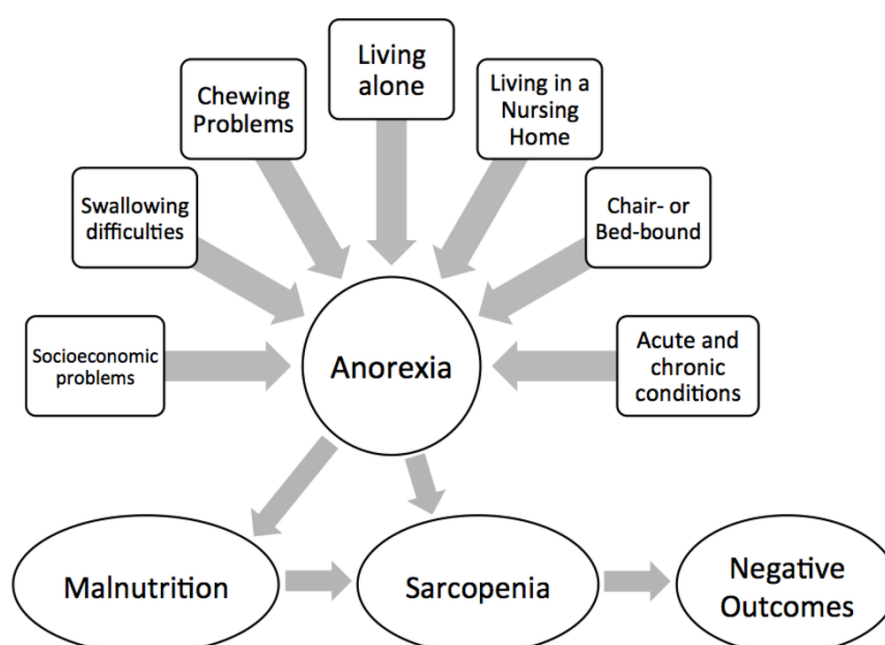 Living
alone
Chewing
Problems
Living in a
Nursing
Home
Swallowing
difficulties
Chair- or
Bed-bound
Socioeconomic
problems
Anorexia
Acute and
chronic
conditions
Malnutrition
Sarcopenia
Negative
Outcomes